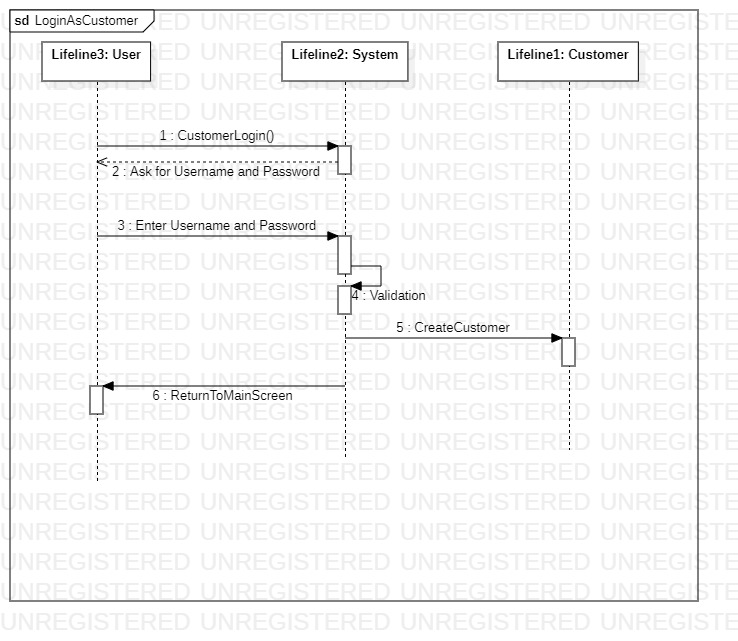 sd LoginAsCustomer
Lifeline3: User
Lifeline2: System
Lifeline1: Customer
1 : CustomerLogin()
2 : Ask for Username and Password
3 : Enter Username and Password
4 : Validation
5 : CreateCustomer
6 : ReturnToMainScreen
UNREGISTERED UNREGISTERED UNREGISTERED UNREGISTERED